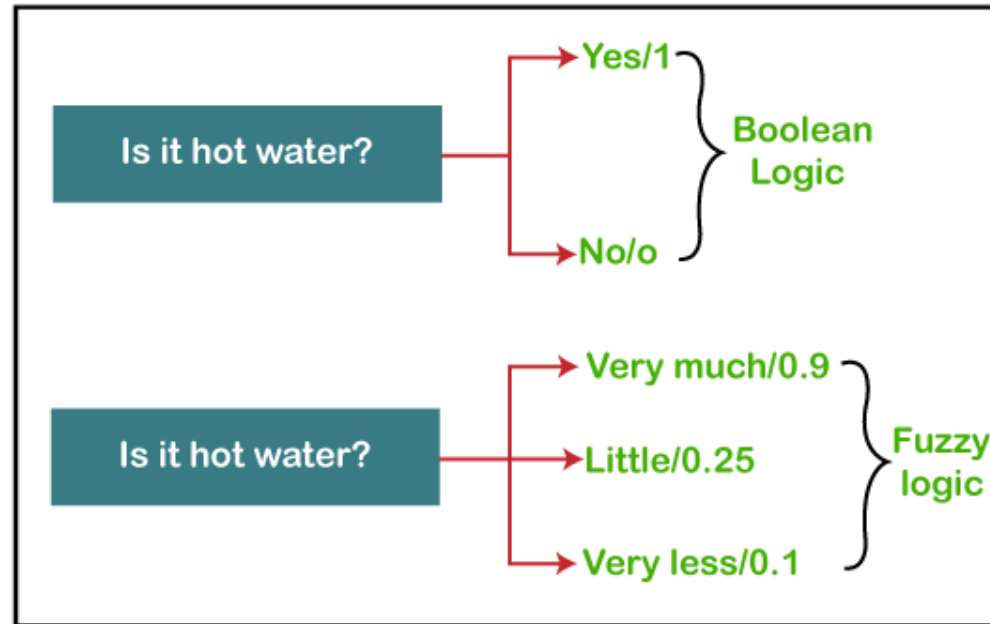 Is it hot water?
Yes/1
No/o
Boolean
Logic
Is it hot water?
Very much/0.9
Little/0.25
Very less/0.1
Fuzzy
logic